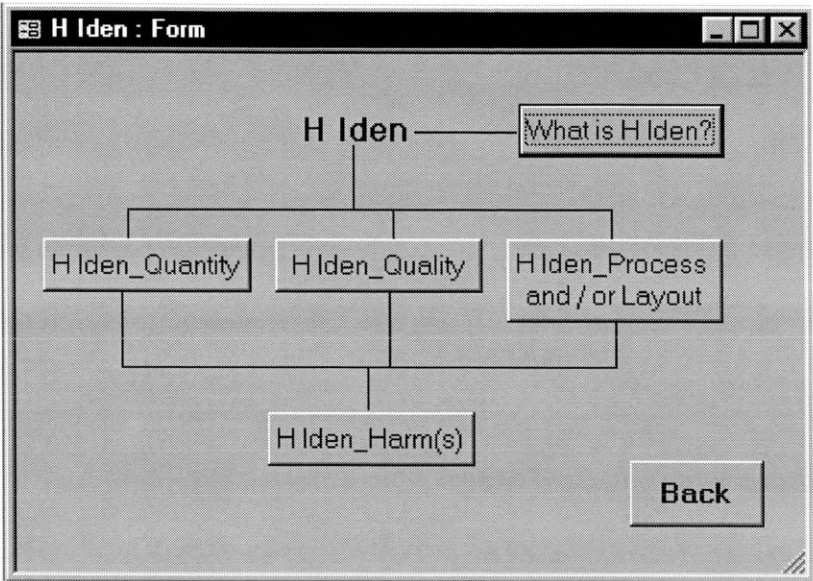 H Iden : Form
H Iden
What is H Iden?
H Iden_Quantity
H Iden_Quality
H Iden_Process
and / or Layout
H Iden_Harm(s)
Back